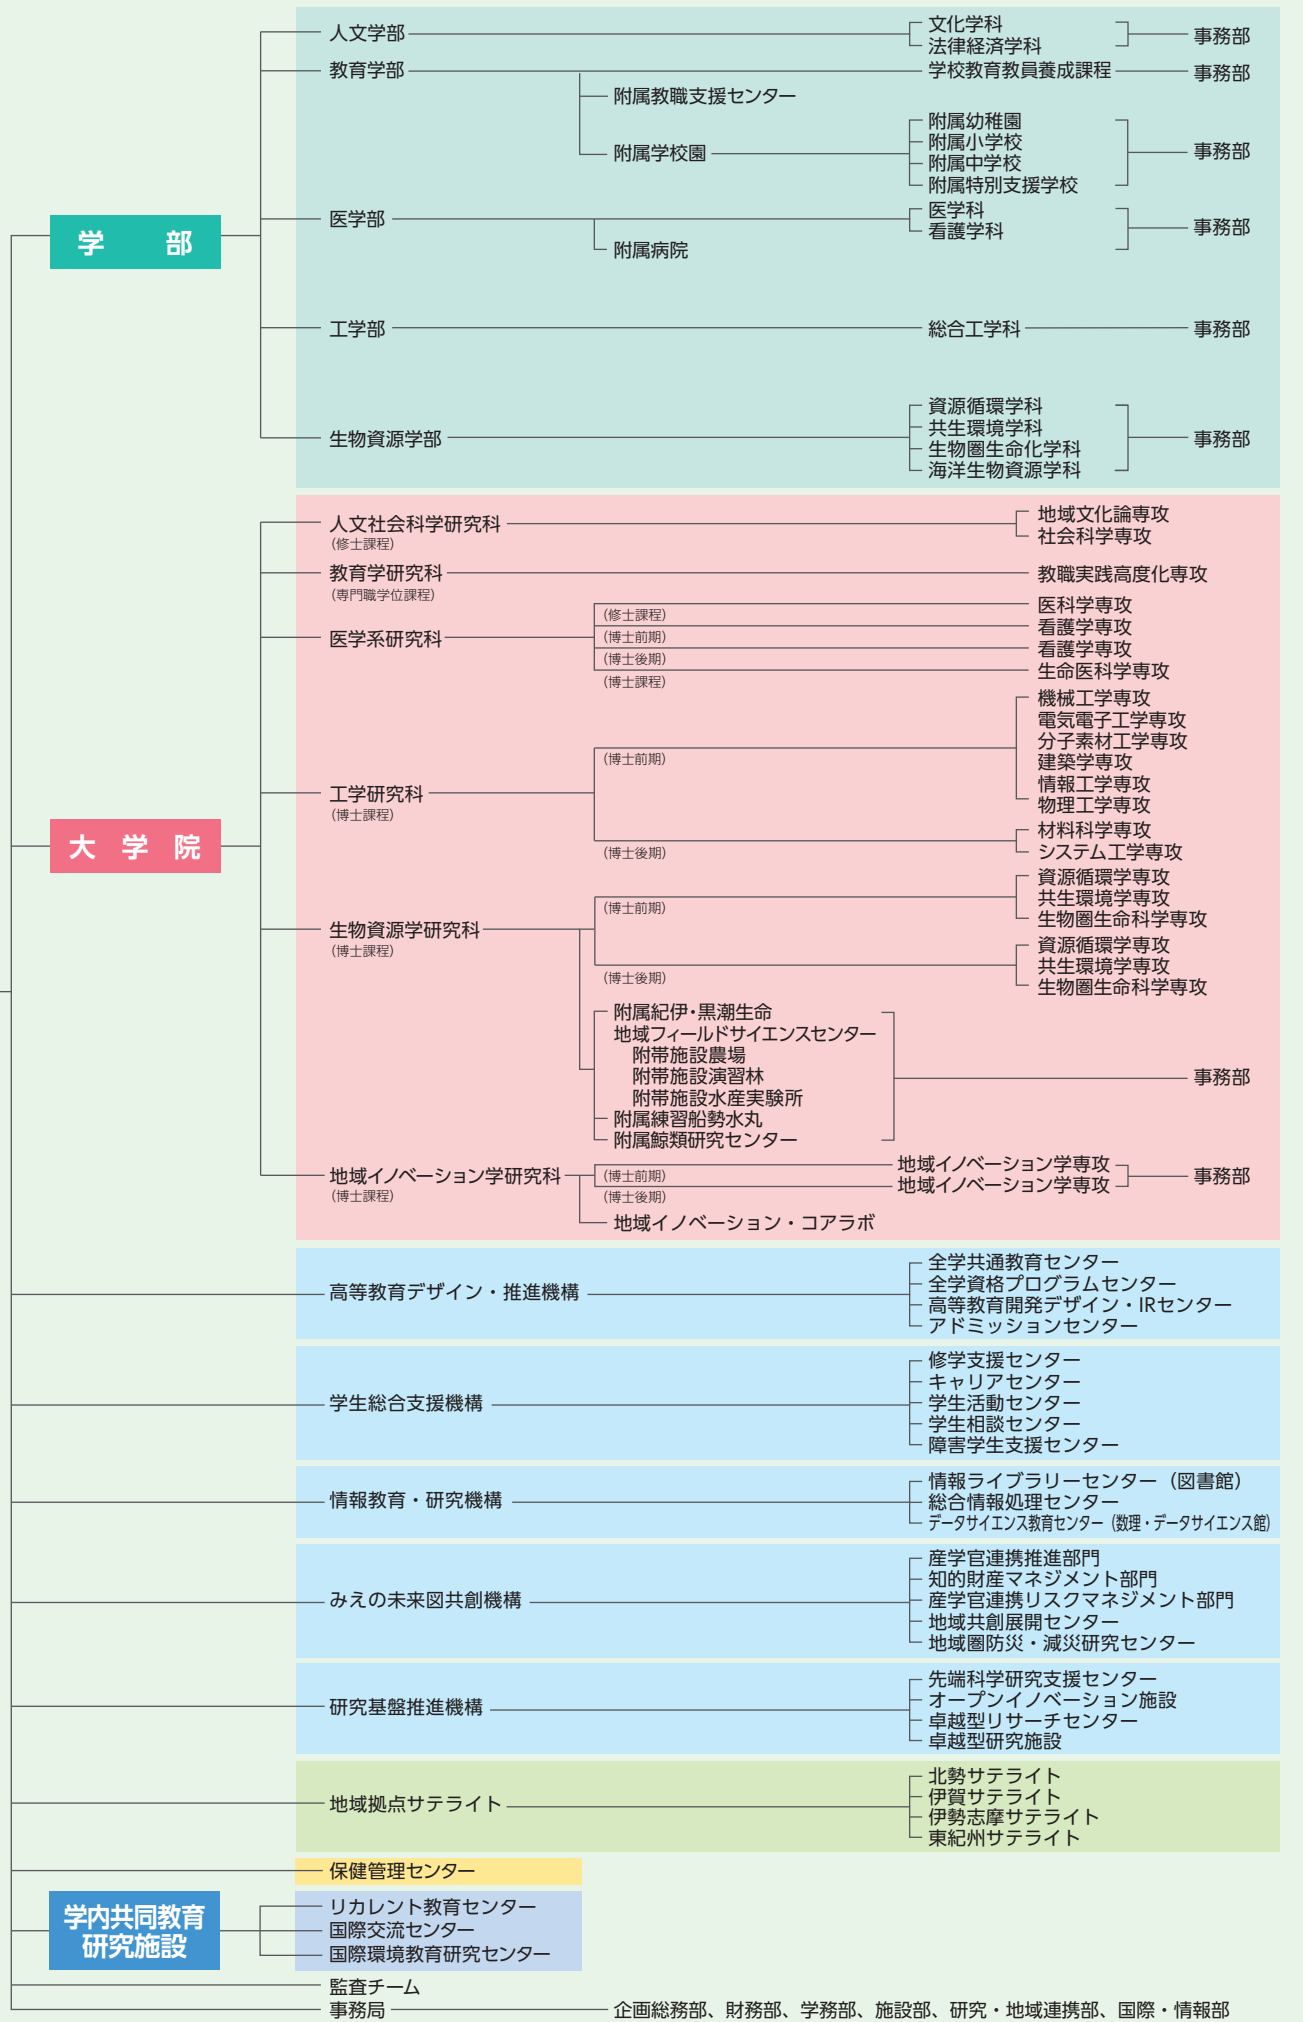 学　部
人文学部
文化学科
法律経済学科
事務部
教育学部
学校教育教員養成課程
事務部
附属教職支援センター
附属学校園
附属幼稚園
附属小学校
附属中学校
附属特別支援学校
事務部
医学部
医学科
看護学科
附属病院
事務部
工学部
総合工学科
事務部
生物資源学部
資源循環学科
共生環境学科
生物圏生命化学科
海洋生物資源学科
事務部
大　学　院
人文社会科学研究科
(修士課程)
地域文化論専攻
社会科学専攻
教育学研究科
(専門職学位課程)
教職実践高度化専攻
医学系研究科
(修士課程)
医科学専攻
(博士前期)
看護学専攻
(博士後期)
看護学専攻
(博士課程)
生命医科学専攻
工学研究科
(博士課程)
(博士前期)
機械工学専攻
電気電子工学専攻
分子素材工学専攻
建築学専攻
情報工学専攻
物理工学専攻
(博士後期)
材料科学専攻
システム工学専攻
生物資源学研究科
(博士課程)
(博士前期)
資源循環学専攻
共生環境学専攻
生物圏生命科学専攻
(博士後期)
資源循環学専攻
共生環境学専攻
生物圏生命科学専攻
附属紀伊・黒潮生命
地域フィールドサイエンスセンター
附帯施設農場
附帯施設演習林
附帯施設水産実験所
附属練習船勢水丸
附属鯨類研究センター
事務部
地域イノベーション学研究科
(博士課程)
(博士前期)
地域イノベーション学専攻
(博士後期)
地域イノベーション学専攻
事務部
地域イノベーション・コアラボ
高等教育デザイン・推進機構
全学共通教育センター
全学資格プログラムセンター
高等教育開発デザイン・IRセンター
アドミッションセンター
学生総合支援機構
修学支援センター
キャリアセンター
学生活動センター
学生相談センター
障害学生支援センター
情報教育・研究機構
情報ライブラリーセンター（図書館）
総合情報処理センター
データサイエンス教育センター（数理・データサイエンス館）
みえの未来図共創機構
産学官連携推進部門
知的財産マネジメント部門
産学官連携リスクマネジメント部門
地域共創展開センター
地域圏防災・減災研究センター
研究基盤推進機構
先端科学研究支援センター
オープンイノベーション施設
卓越型リサーチセンター
卓越型研究施設
地域拠点サテライト
北勢サテライト
伊賀サテライト
伊勢志摩サテライト
東紀州サテライト
保健管理センター
学内共同教育
研究施設
リカレント教育センター
国際交流センター
国際環境教育研究センター
監査チーム
事務局
企画総務部、財務部、学務部、施設部、研究・地域連携部、国際・情報部